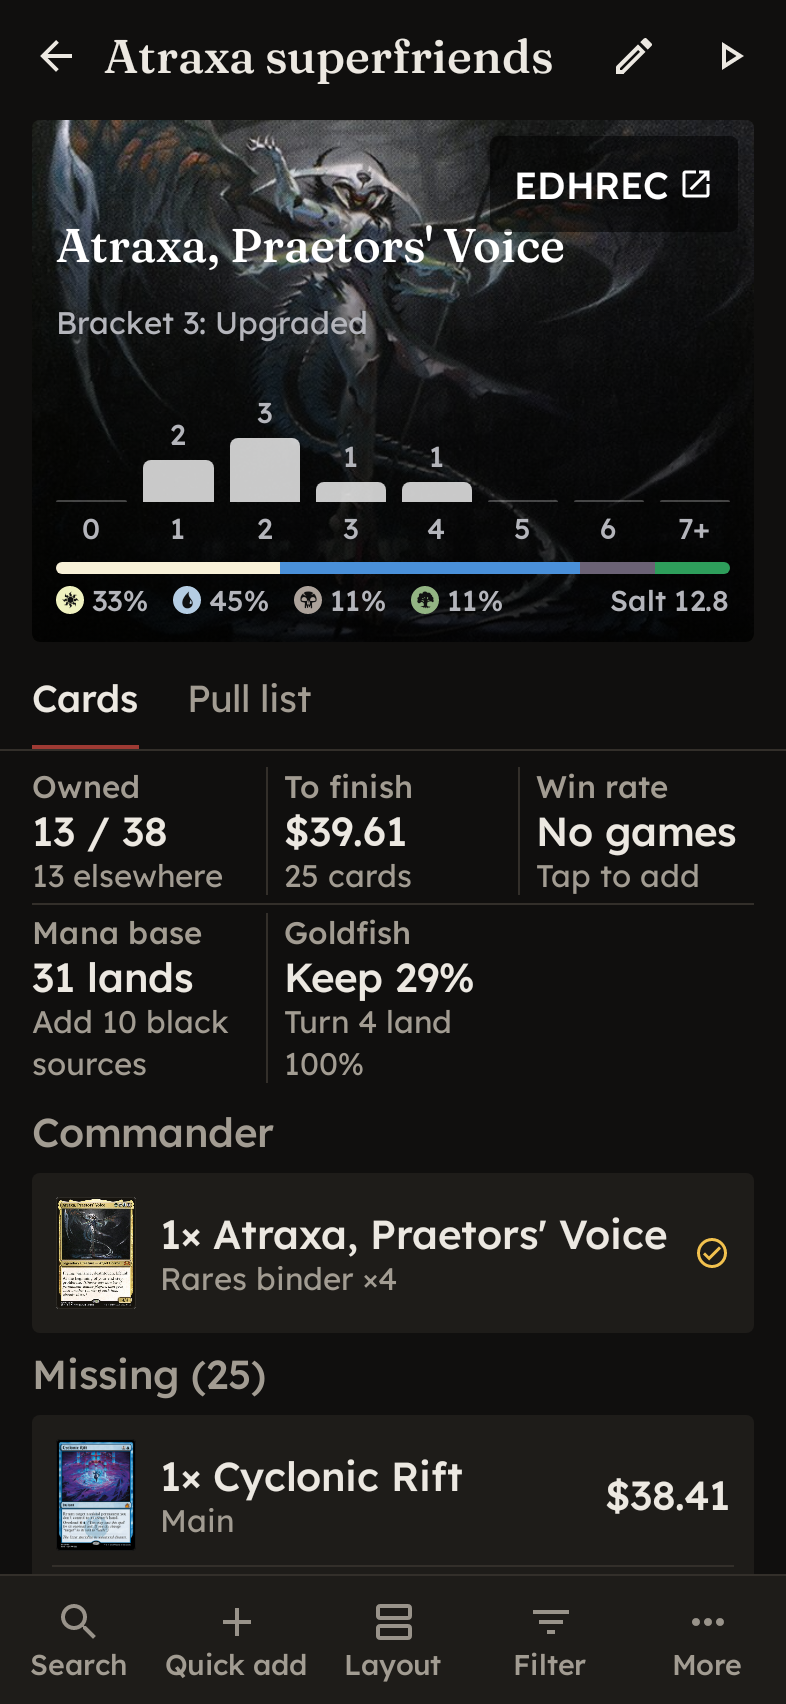 Atraxa superfriends
EDHREC
Atraxa, Praetors' Voice
Bracket 3: Upgraded
2 3 1 1
0 1 2 3 4 5 6 7+
33% 45% 11% 11% Salt 12.8
Cards Pull list
Owned To finish Win rate
13 / 38 $39.61 No games
13 elsewhere 25 cards Tap to add
Mana base Goldfish
31 lands Keep 29%
Add 10 black Turn 4 land
sources 100%
Commander
1× Atraxa, Praetors' Voice
Rares binder ×4
Missing (25)
Cyclonic Rift
1× Cyclonic Rift
$38.41
Main
Search Quick add Layout Filter More